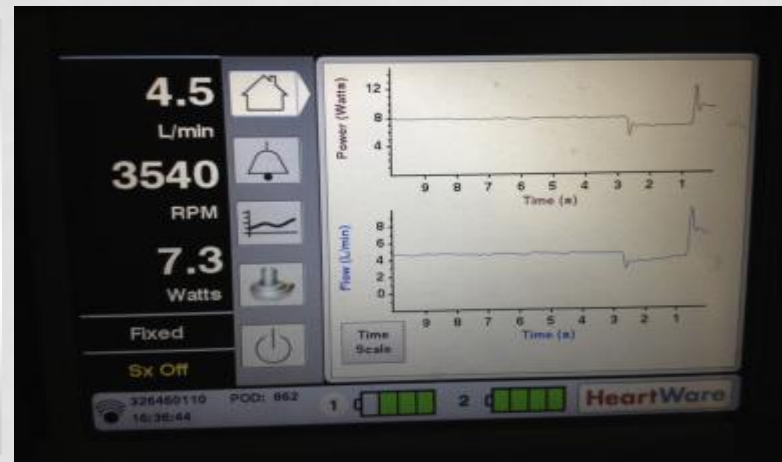 4.5
L/min
3540
RPM
7.3
Watts
Fixed
Sx Off
Power (Watts)
12
8
4
9 8 7 6 5 4 3 2 1
Time (s)
Flow (L/min)
8
6
4
2
0
9 8 7 6 5 4 3 2 1
Time (s)
Time
Scale
326460110 POD: 862
16:36:44
1 2
HeartWare